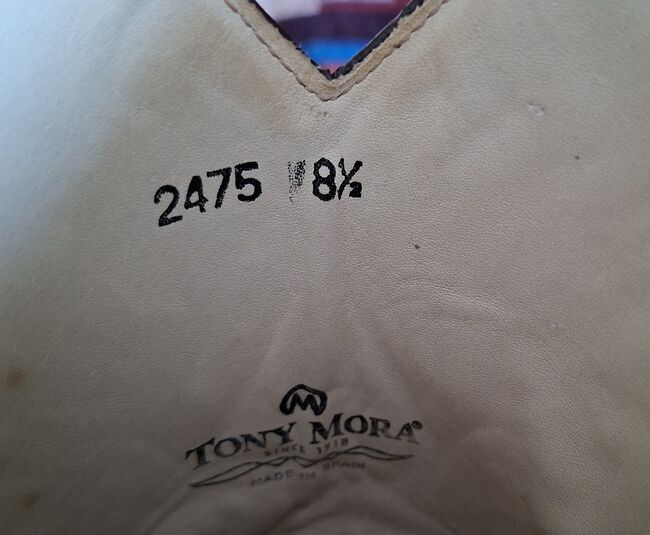 2475 8½
TONY MORA®
SINCE 1918
MADE IN SPAIN